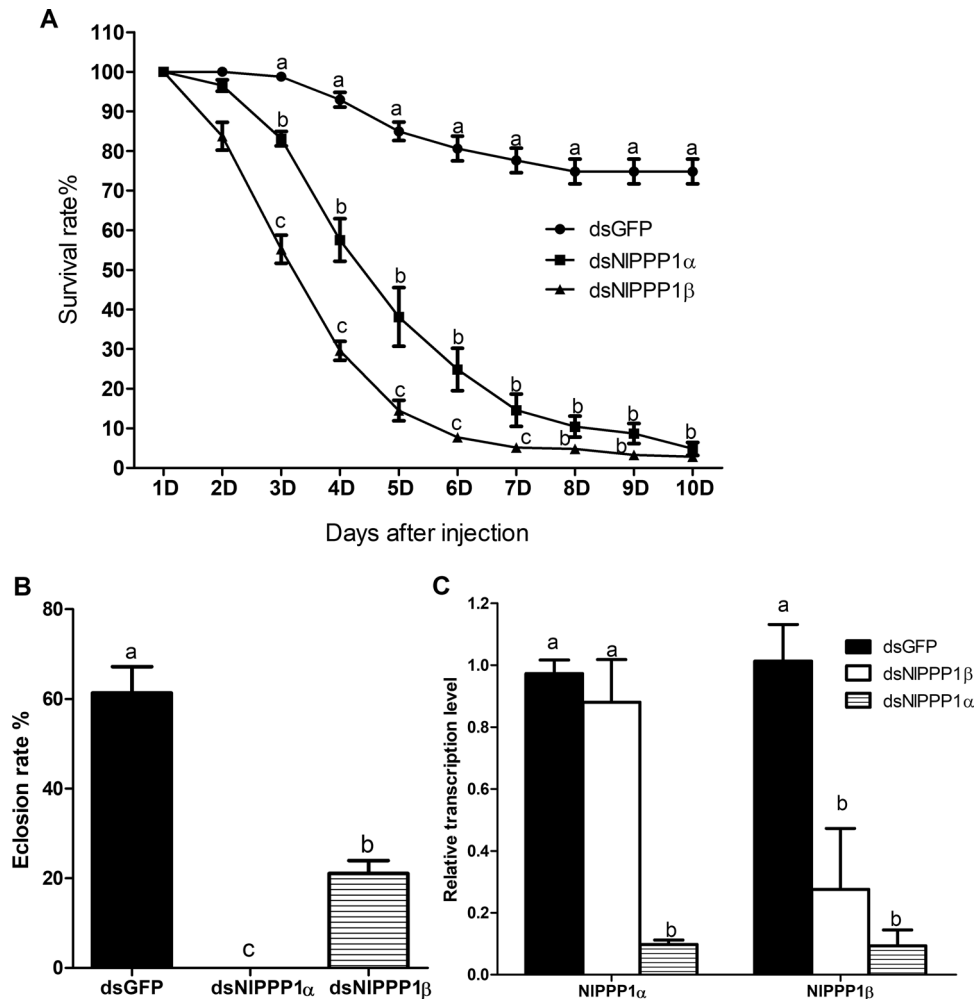 A
110
100
90
80
70
60
50
40
30
20
10
0
Survival rate%
a a a a a a a a
b b b b b b b b
c c c c c b b
dsGFP
dsNlPPP1α
dsNlPPP1β
1D 2D 3D 4D 5D 6D 7D 8D 9D 10D
Days after injection
B
80
60
40
20
0
Eclosion rate %
a
c
b
dsGFP dsNlPPP1α dsNlPPP1β
C
1.2
1.0
0.8
0.6
0.4
0.2
0.0
Relative transcription level
a a b
a b b
dsGFP
dsNlPPP1β
dsNlPPP1α
NlPPP1α NlPPP1β